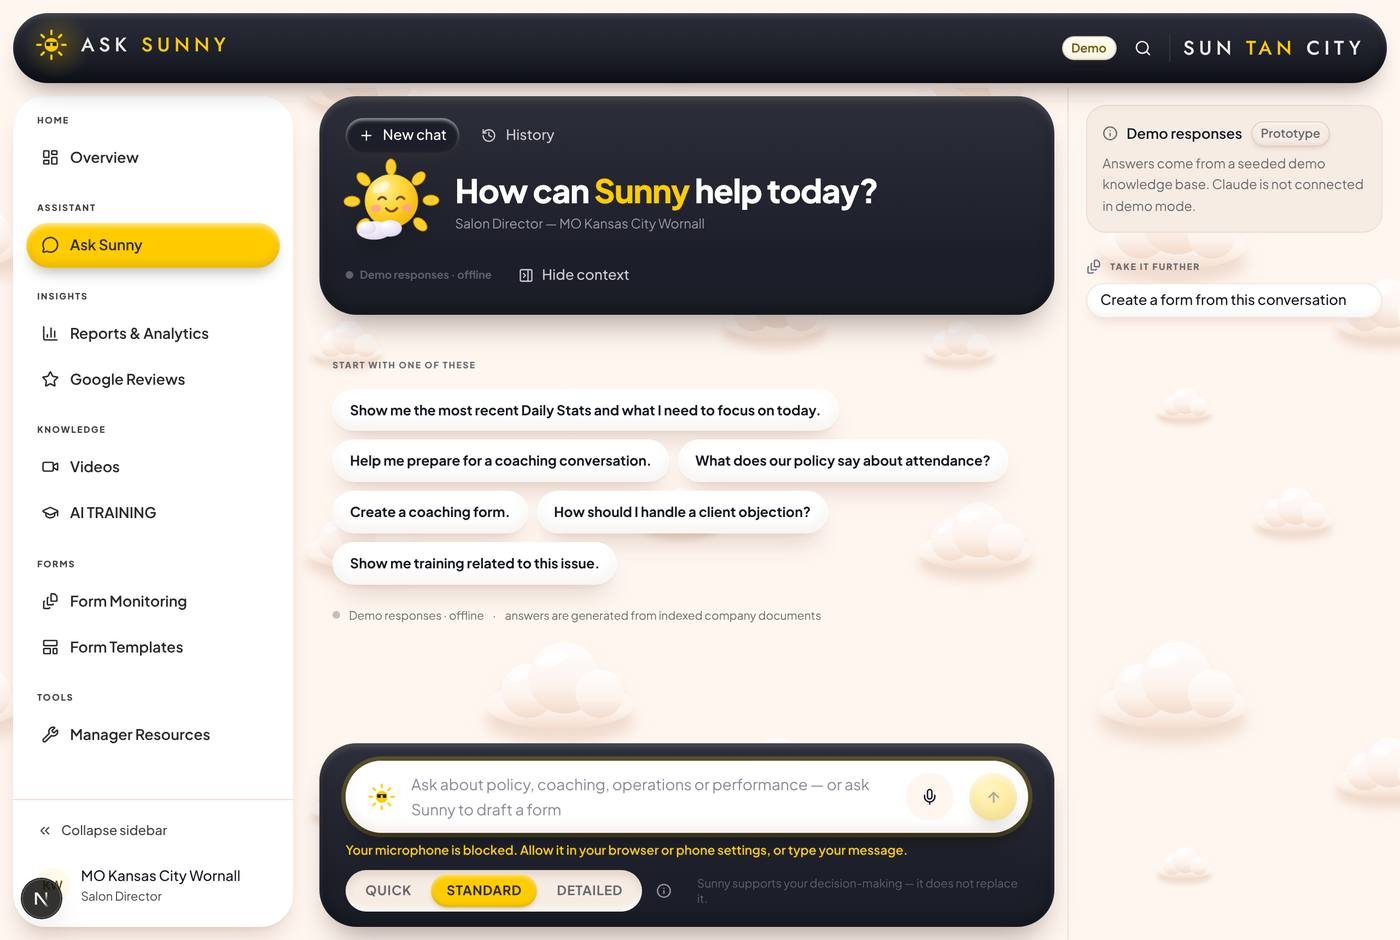 ASK SUNNY
Demo
SUN TAN CITY
HOME
Overview
ASSISTANT
Ask Sunny
INSIGHTS
Reports & Analytics
Google Reviews
KNOWLEDGE
Videos
AI TRAINING
FORMS
Form Monitoring
Form Templates
TOOLS
Manager Resources
Collapse sidebar
MO Kansas City Wornall
Salon Director
N
New chat
History
How can Sunny help today?
Salon Director — MO Kansas City Wornall
Demo responses · offline
Hide context
START WITH ONE OF THESE
Show me the most recent Daily Stats and what I need to focus on today.
Help me prepare for a coaching conversation.
What does our policy say about attendance?
Create a coaching form.
How should I handle a client objection?
Show me training related to this issue.
Demo responses · offline · answers are generated from indexed company documents
Ask about policy, coaching, operations or performance — or ask
Sunny to draft a form
Your microphone is blocked. Allow it in your browser or phone settings, or type your message.
QUICK
STANDARD
DETAILED
Sunny supports your decision-making — it does not replace
it.
Demo responses
Prototype
Answers come from a seeded demo
knowledge base. Claude is not connected
in demo mode.
TAKE IT FURTHER
Create a form from this conversation